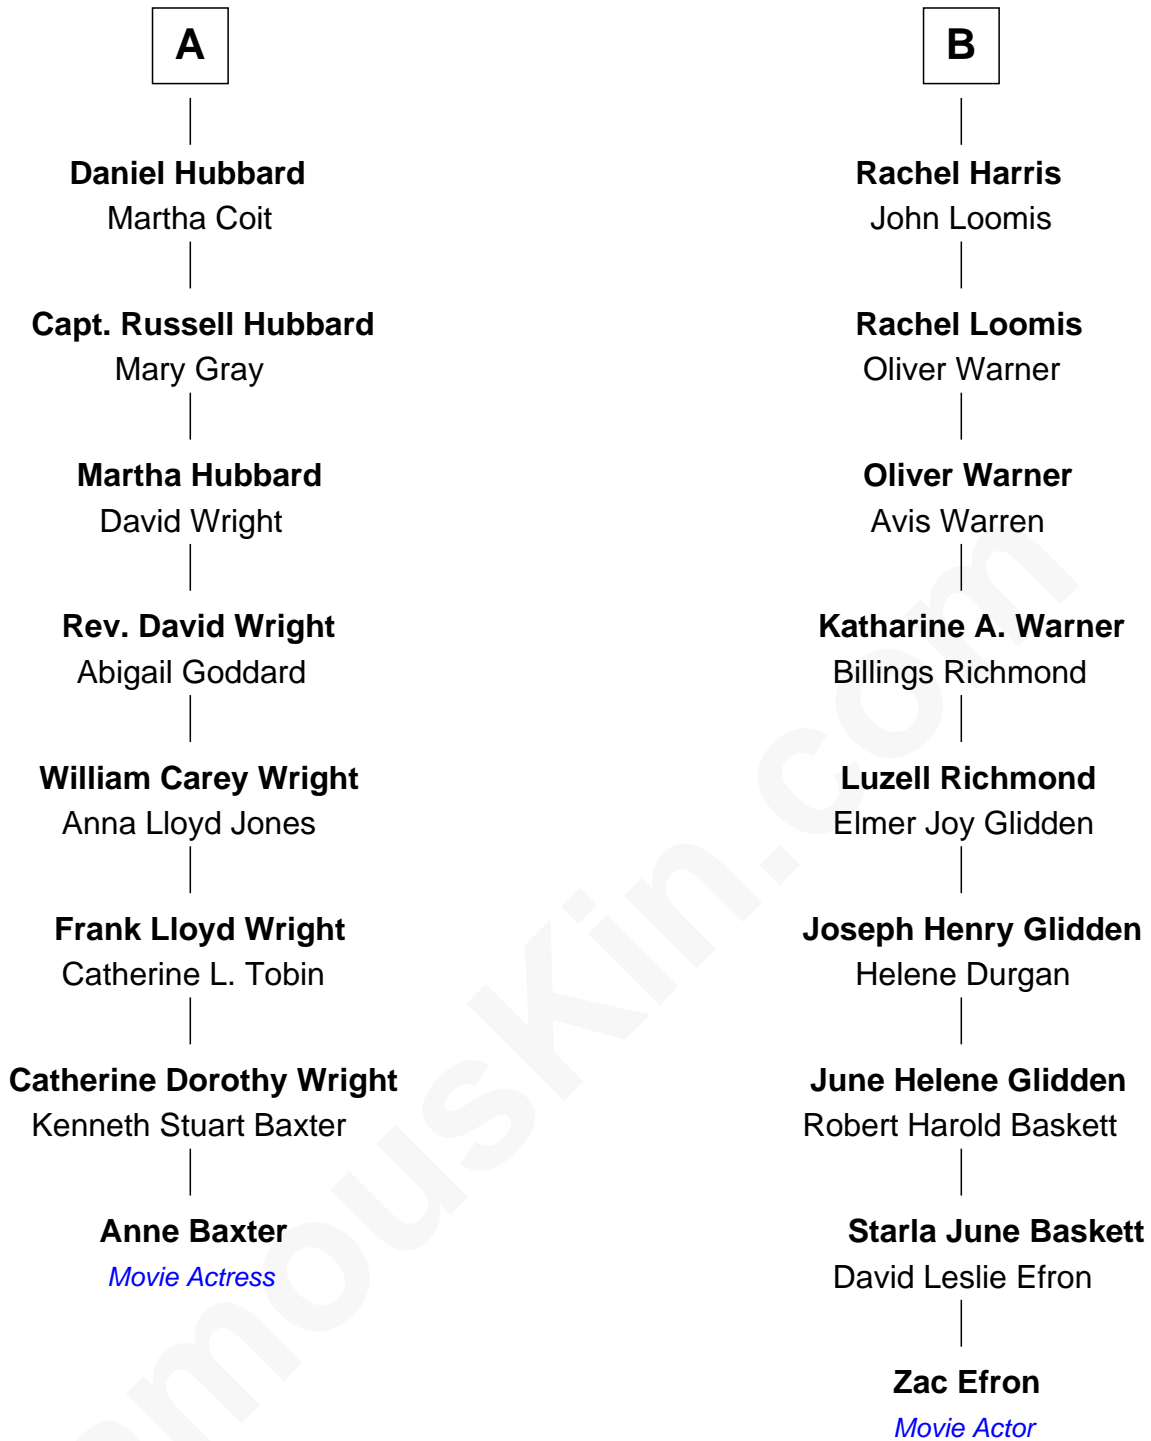 A
Daniel Hubbard
Martha Coit
Capt. Russell Hubbard
Mary Gray
Martha Hubbard
David Wright
Rev. David Wright
Abigail Goddard
William Carey Wright
Anna Lloyd Jones
Frank Lloyd Wright
Catherine L. Tobin
Catherine Dorothy Wright
Kenneth Stuart Baxter
Anne Baxter
Movie Actress
B
Rachel Harris
John Loomis
Rachel Loomis
Oliver Warner
Oliver Warner
Avis Warren
Katharine A. Warner
Billings Richmond
Luzell Richmond
Elmer Joy Glidden
Joseph Henry Glidden
Helene Durgan
June Helene Glidden
Robert Harold Baskett
Starla June Baskett
David Leslie Efron
Zac Efron
Movie Actor
amousKin.com